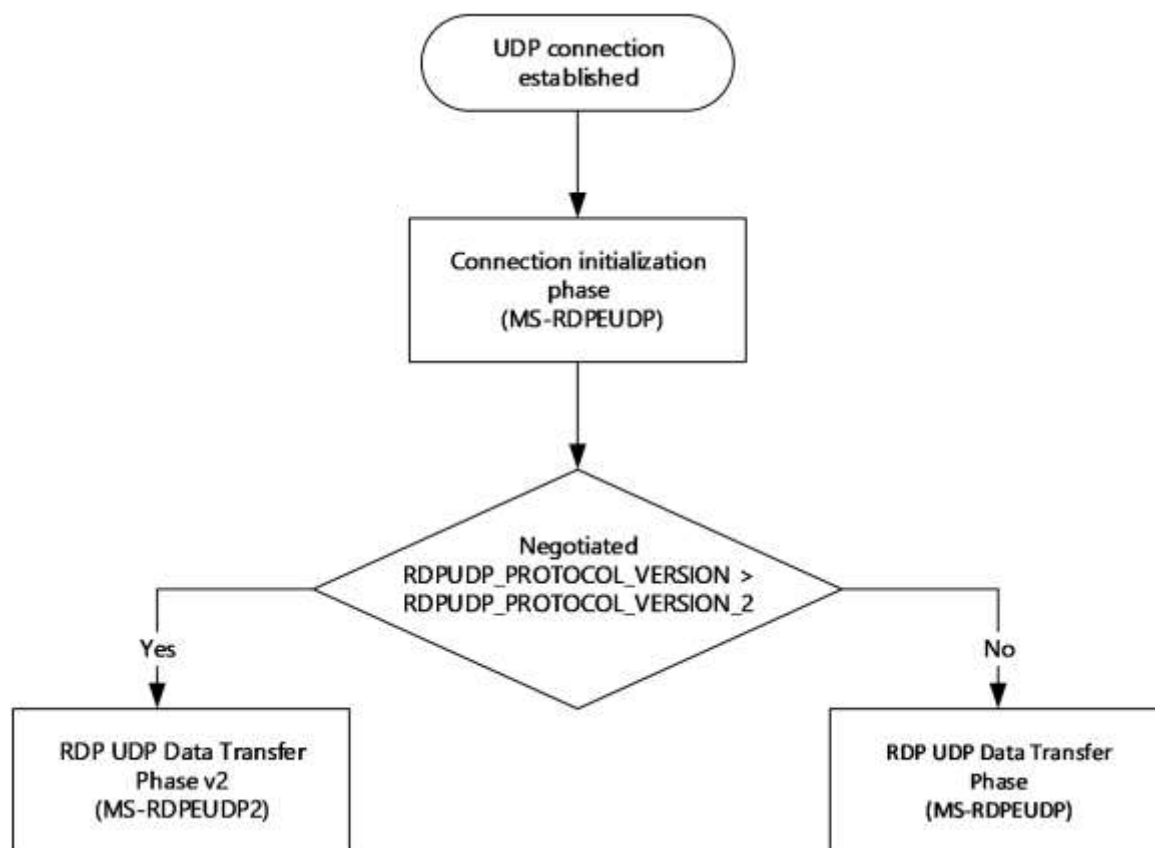 UDP connection
established
Connection initialization
phase
(MS-RDPEUDP)
Negotiated
RDPUDP_PROTOCOL_VERSION >
RDPUDP_PROTOCOL_VERSION_2
Yes
No
RDP UDP Data Transfer
Phase v2
(MS-RDPEUDP2)
RDP UDP Data Transfer
Phase
(MS-RDPEUDP)